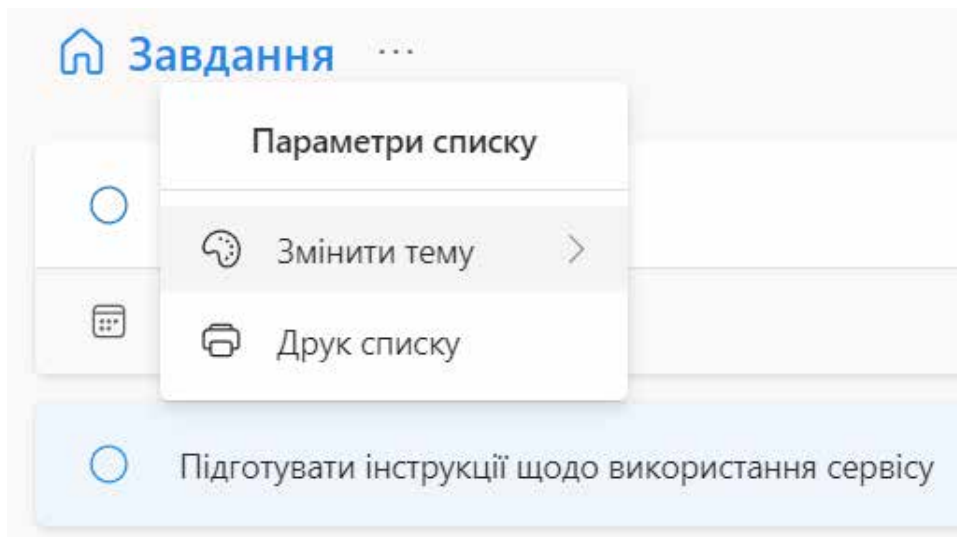 Завдання ...
Параметри списку
Змінити тему
Друк списку
Підготувати інструкції щодо використання сервісу